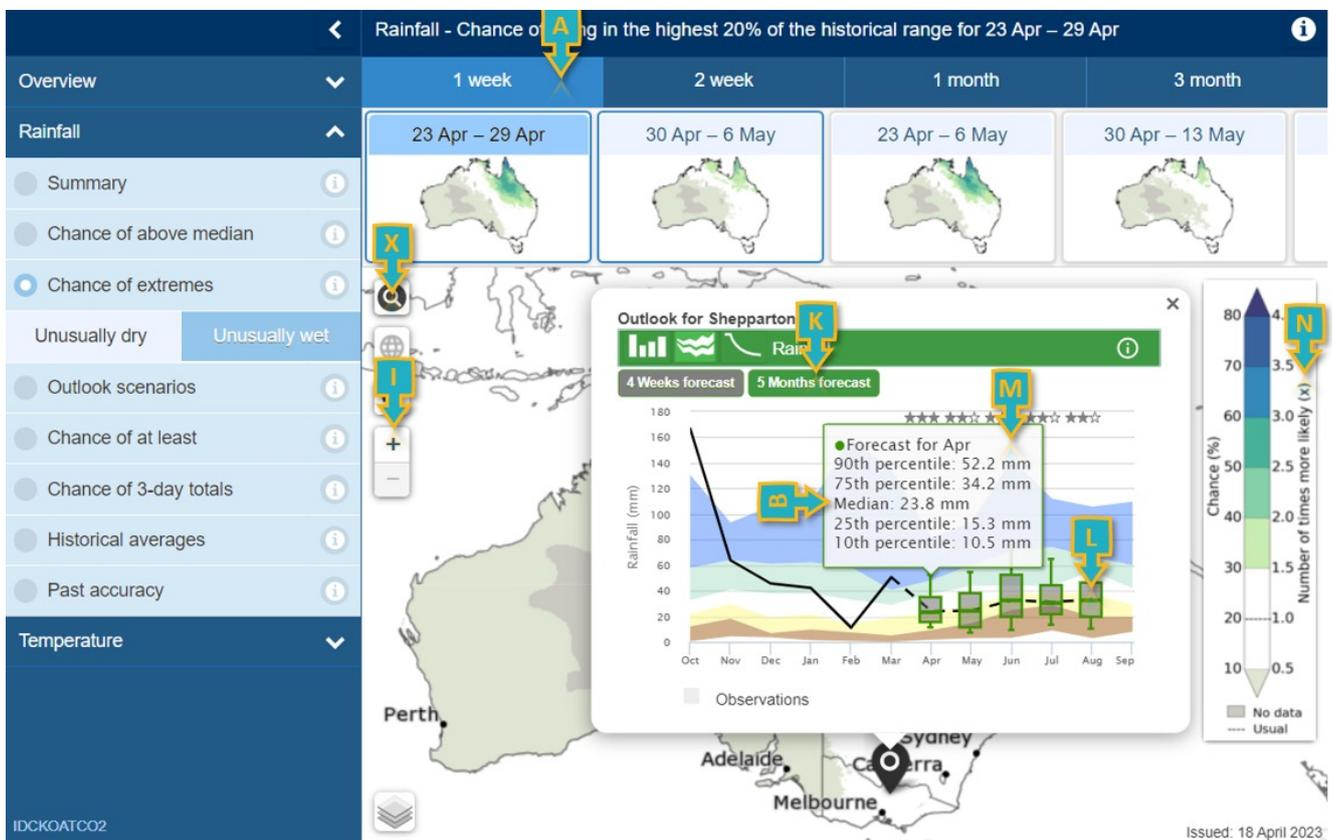 Rainfall - Chance of ng in the highest 20% of the historical range for 23 Apr – 29 Apr
A
Overview
1 week
2 week
1 month
3 month
Rainfall
23 Apr – 29 Apr
30 Apr – 6 May
23 Apr – 6 May
30 Apr – 13 May
Summary
Chance of above median
Chance of extremes
Unusually dry
Unusually wet
Outlook scenarios
Chance of at least
Chance of 3-day totals
Historical averages
Past accuracy
Temperature
IDCKOATCO2
X
I
+
−
Outlook for Shepparton
K
Rai
4 Weeks forecast
5 Months forecast
M
Rainfall (mm)
180
160
140
120
100
80
60
40
20
0
Forecast for Apr
90th percentile: 52.2 mm
75th percentile: 34.2 mm
B
Median: 23.8 mm
25th percentile: 15.3 mm
10th percentile: 10.5 mm
L
Oct
Nov
Dec
Jan
Feb
Mar
Apr
May
Jun
Jul
Aug
Sep
Observations
Chance (%)
80
70
60
50
40
30
20
10
4.
3.5
3.0
2.5
2.0
1.5
1.0
0.5
N
Number of times more likely (x)
No data
Usual
Perth
Adelaide
Sydney
Ca erra
Melbourne
Issued: 18 April 2023